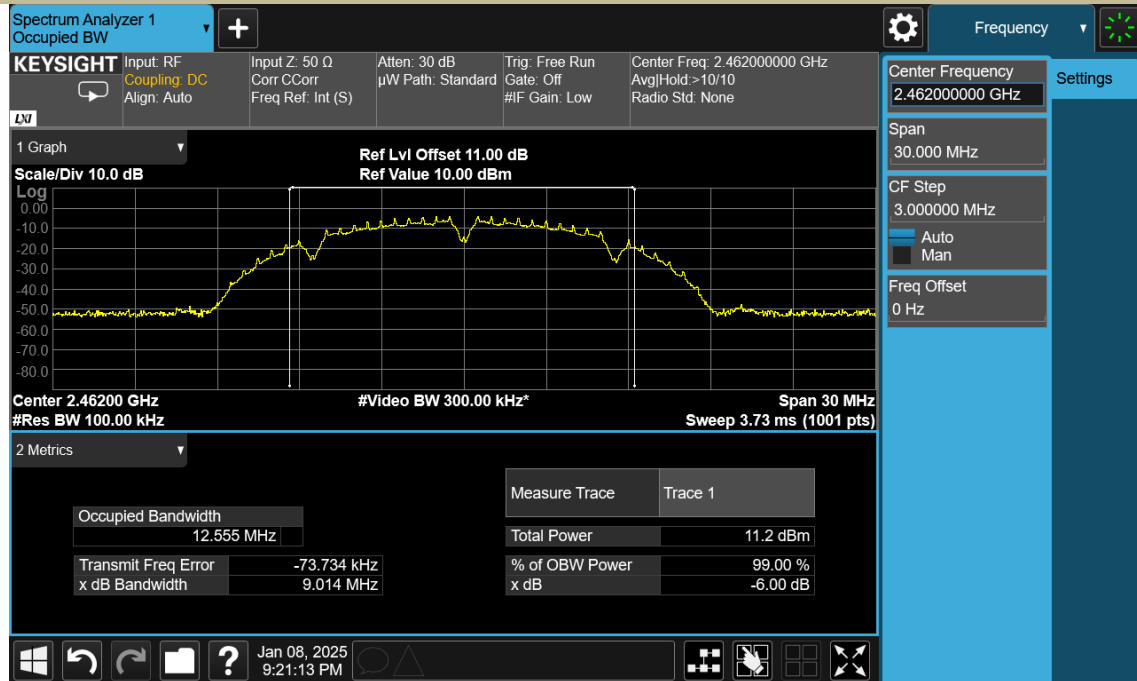 Spectrum Analyzer 1
Occupied BW
+
Frequency
KEYSIGHT
Input: RF
Coupling: DC
Align: Auto
Input Z: 50 Ω
Corr CCorr
Freq Ref: Int (S)
Atten: 30 dB
µW Path: Standard
Trig: Free Run
Gate: Off
#IF Gain: Low
Center Freq: 2.462000000 GHz
Avg|Hold:>10/10
Radio Std: None
LXI
Center Frequency
2.462000000 GHz
Settings
Span
30.000 MHz
CF Step
3.000000 MHz
Auto
Man
Freq Offset
0 Hz
1 Graph
Scale/Div 10.0 dB
Ref Lvl Offset 11.00 dB
Ref Value 10.00 dBm
Log
0.00
-10.0
-20.0
-30.0
-40.0
-50.0
-60.0
-70.0
-80.0
Center 2.46200 GHz
#Video BW 300.00 kHz*
Span 30 MHz
#Res BW 100.00 kHz
Sweep 3.73 ms (1001 pts)
2 Metrics
Measure Trace
Trace 1
Occupied Bandwidth
12.555 MHz
Total Power
11.2 dBm
Transmit Freq Error
-73.734 kHz
% of OBW Power
99.00 %
x dB Bandwidth
9.014 MHz
x dB
-6.00 dB
?
Jan 08, 2025
9:21:13 PM